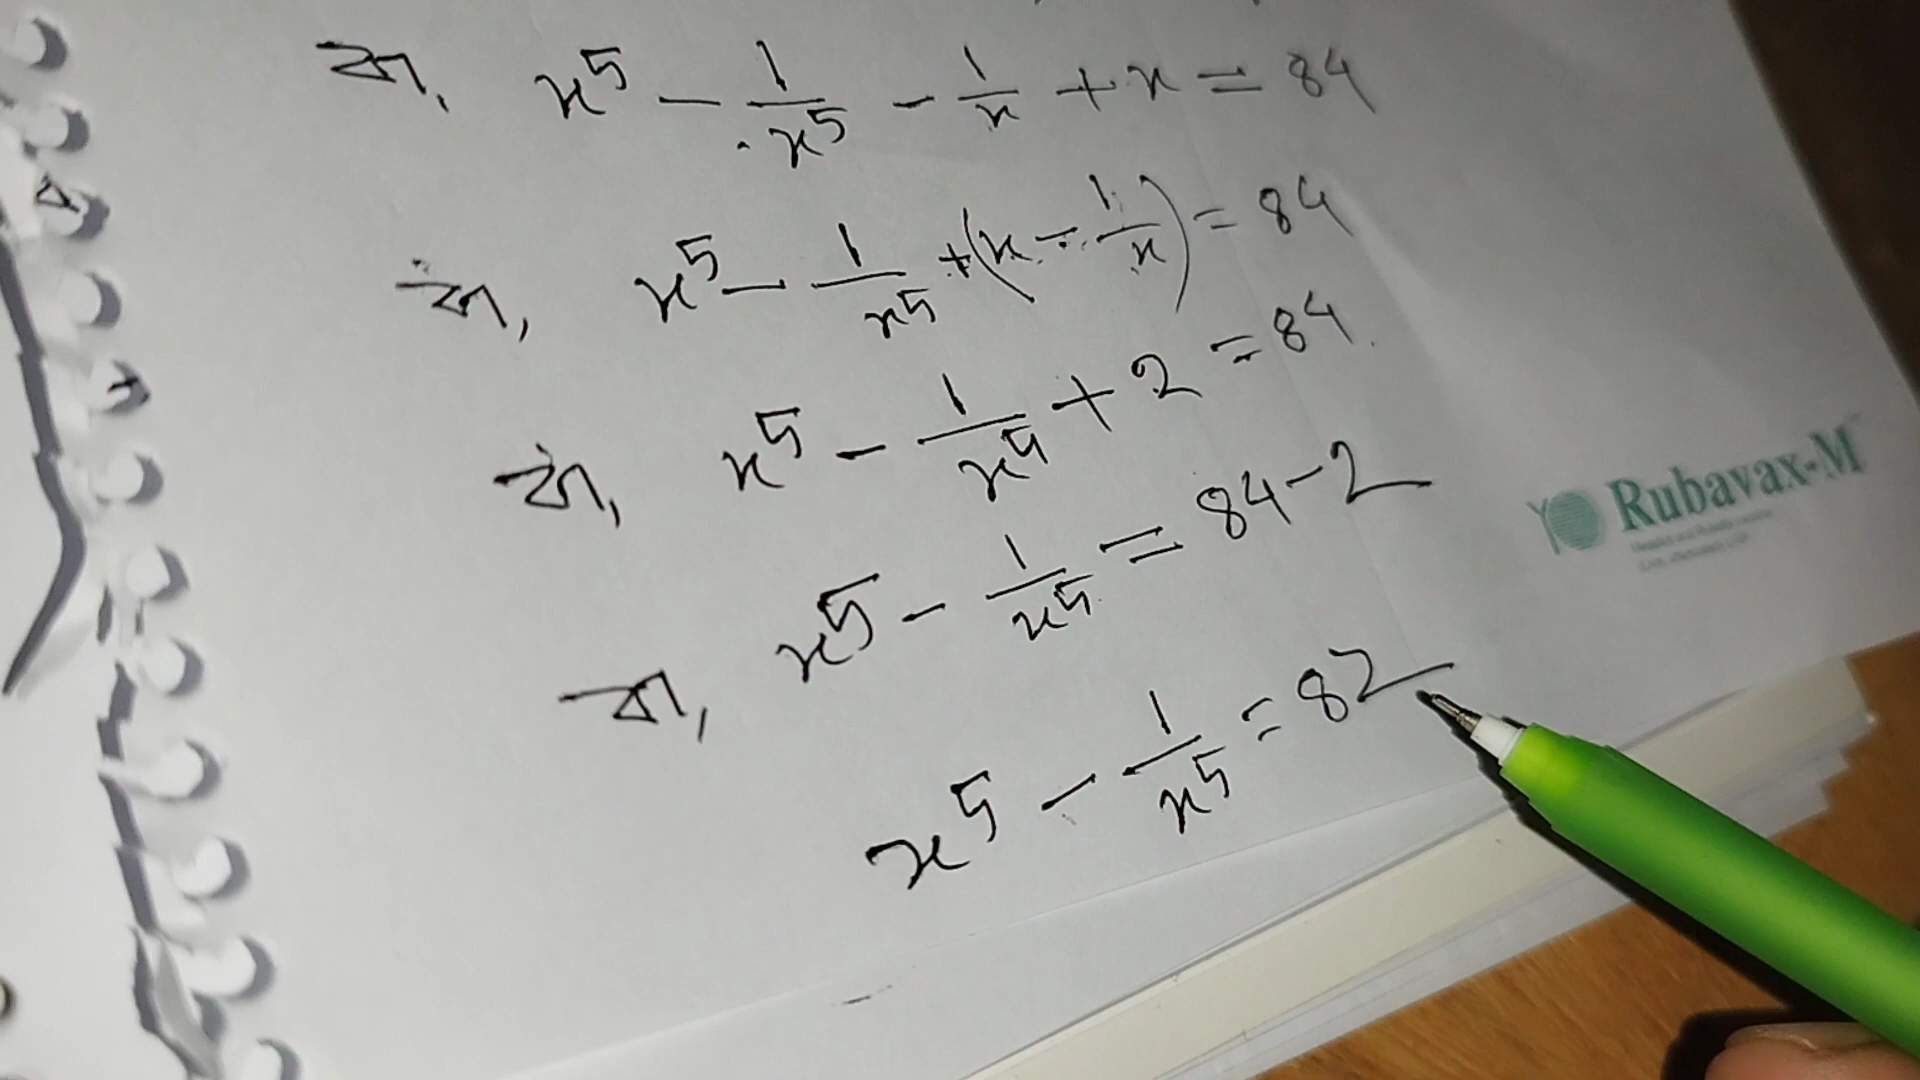 বা, x⁵ - 1/x⁵ - 1/x + x = 84
বা, x⁵ - 1/x⁵ + (x - 1/x) = 84
বা, x⁵ - 1/x⁵ + 2 = 84
বা, x⁵ - 1/x⁵ = 84 - 2
x⁵ - 1/x⁵ = 82
Rubavax-M